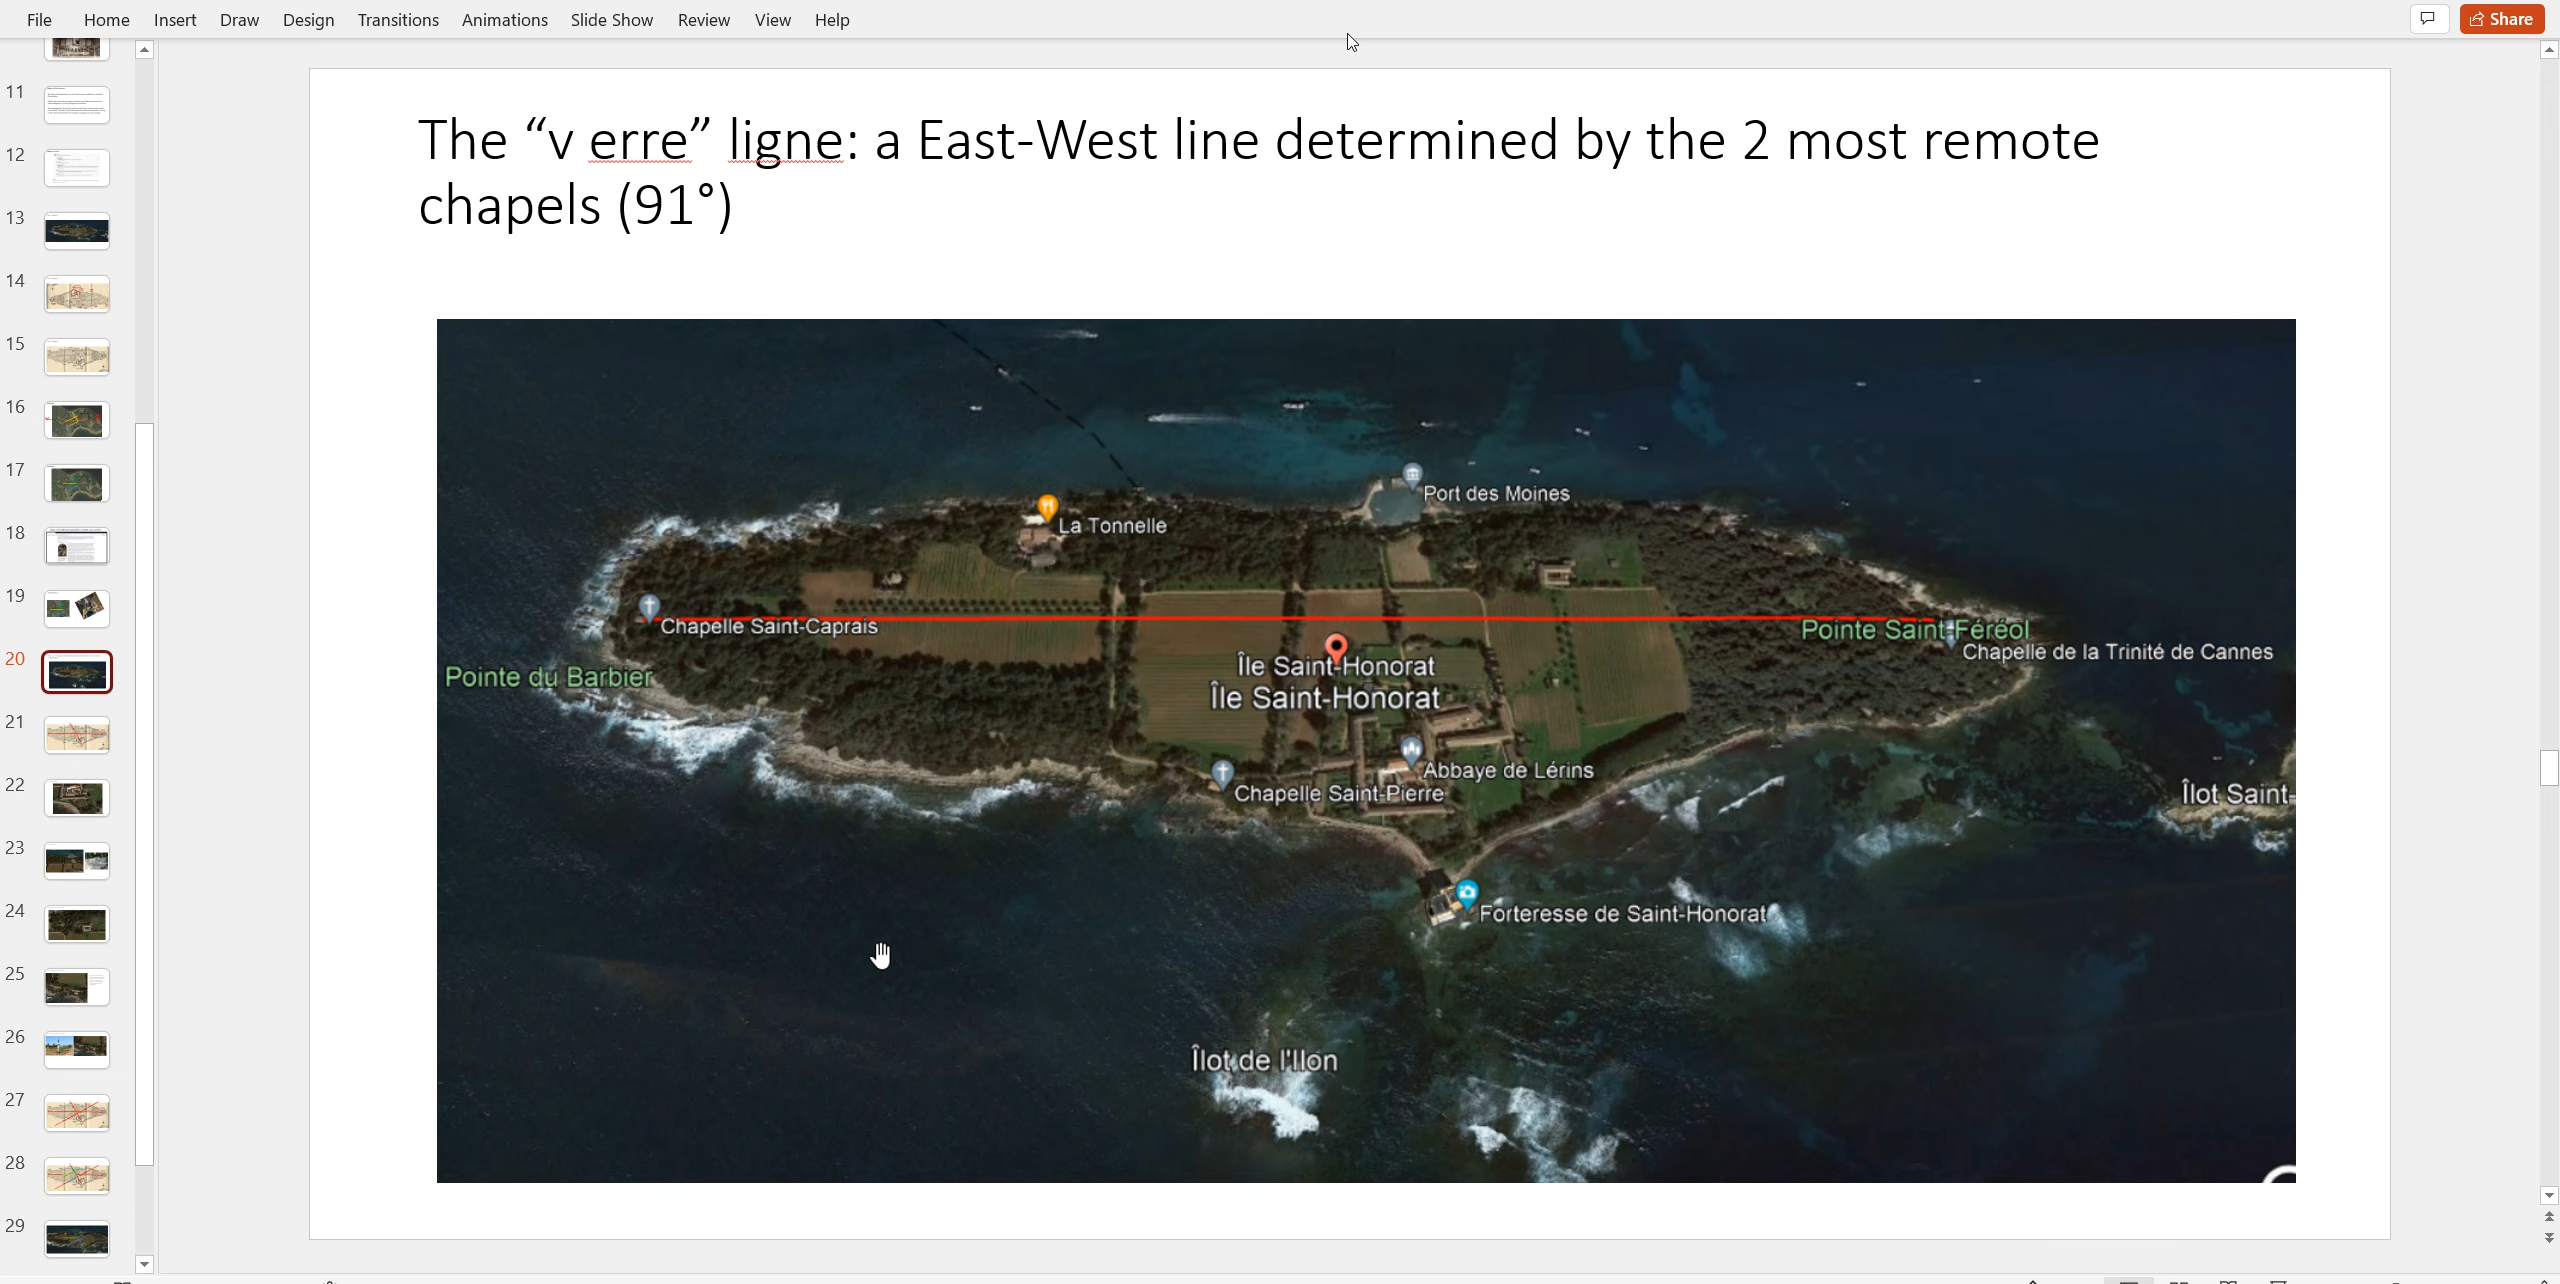 File Home Insert Draw Design Transitions Animations Slide Show Review View Help
Share
11
12
13
14
15
16
17
18
19
20
21
22
23
24
25
26
27
28
29
The “v erre” ligne: a East-West line determined by the 2 most remote
chapels (91°)
Port des Moines
La Tonnelle
Chapelle Saint-Caprais
Pointe Saint-Féréol
Chapelle de la Trinité de Cannes
Île Saint-Honorat
Pointe du Barbier
Île Saint-Honorat
Abbaye de Lérins
Chapelle Saint-Pierre
Îlot Saint-
Forteresse de Saint-Honorat
Îlot de l'Ilon